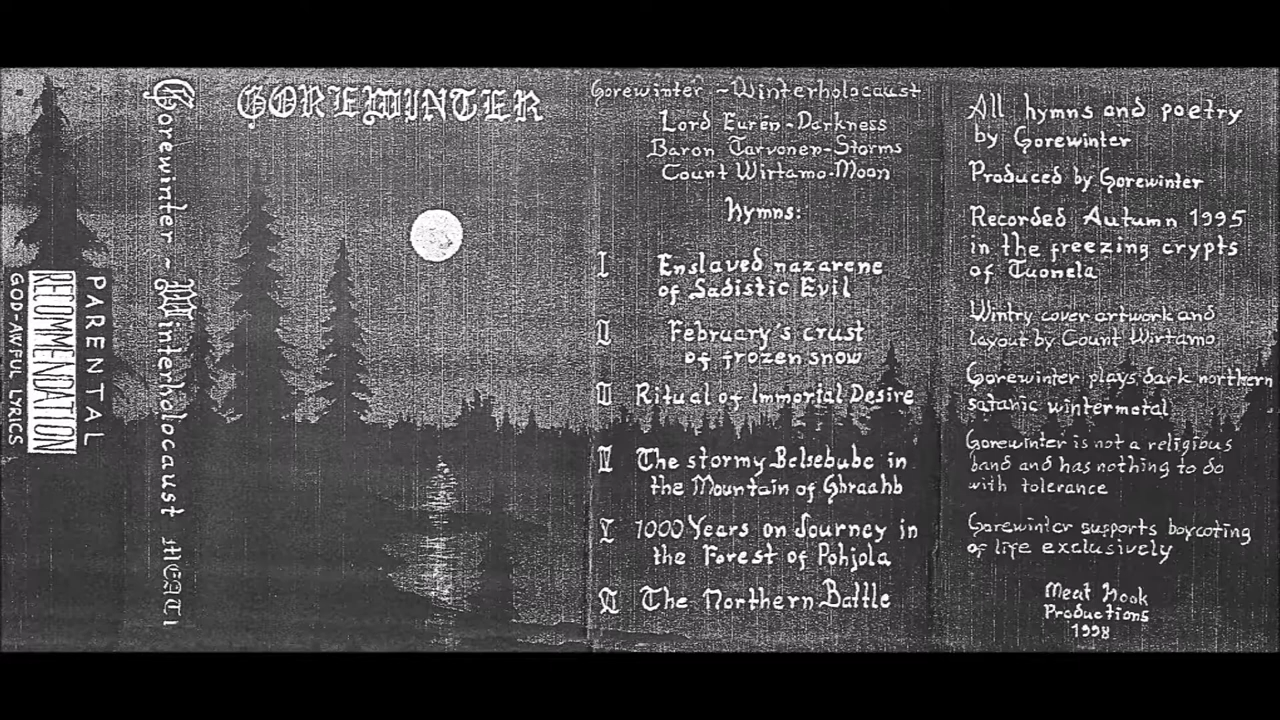 PARENTAL
RECOMMENDATION
GOD-AWFUL LYRICS
Gorewinter ~ Winterholocaust MEAT 1
GOREWINTER
Gorewinter ~ Winterholocaust
Lord Eurén-Darkness
Baron Tarvonen-Storms
Count Wirtamo-Moon
hymns:
I Enslaved nazarene
of Sadistic Evil
II February's crust
of frozen snow
III Ritual of Immorial Desire
IV The stormy Belsebube in
the Mountain of Ghraahb
V 1000 Years on Journey in
the Forest of Pohjola
VI The Northern Battle
All hymns and poetry
by Gorewinter
Produced by Gorewinter
Recorded Autumn 1995
in the freezing crypts
of Tuonela
Wintry cover artwork and
layout by Count Wirtamo
Gorewinter plays dark northern
satanic wintermetal
Gorewinter is not a religious
band and has nothing to do
with tolerance
Gorewinter supports boycoting
of life exclusively
Meat Hook
Productions
1998